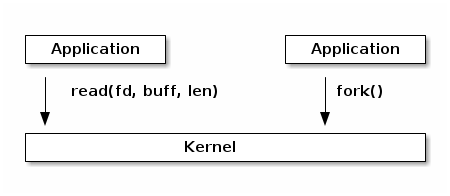 Application
Application
read(fd, buff, len)
fork()
Kernel